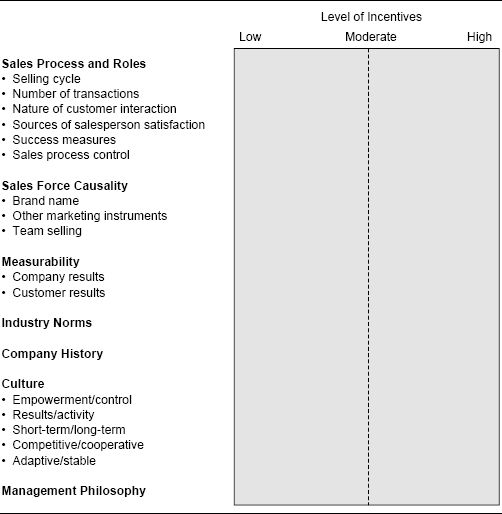 Level of Incentives
Low Moderate High
Sales Process and Roles
• Selling cycle
• Number of transactions
• Nature of customer interaction
• Sources of salesperson satisfaction
• Success measures
• Sales process control
Sales Force Causality
• Brand name
• Other marketing instruments
• Team selling
Measurability
• Company results
• Customer results
Industry Norms
Company History
Culture
• Empowerment/control
• Results/activity
• Short-term/long-term
• Competitive/cooperative
• Adaptive/stable
Management Philosophy